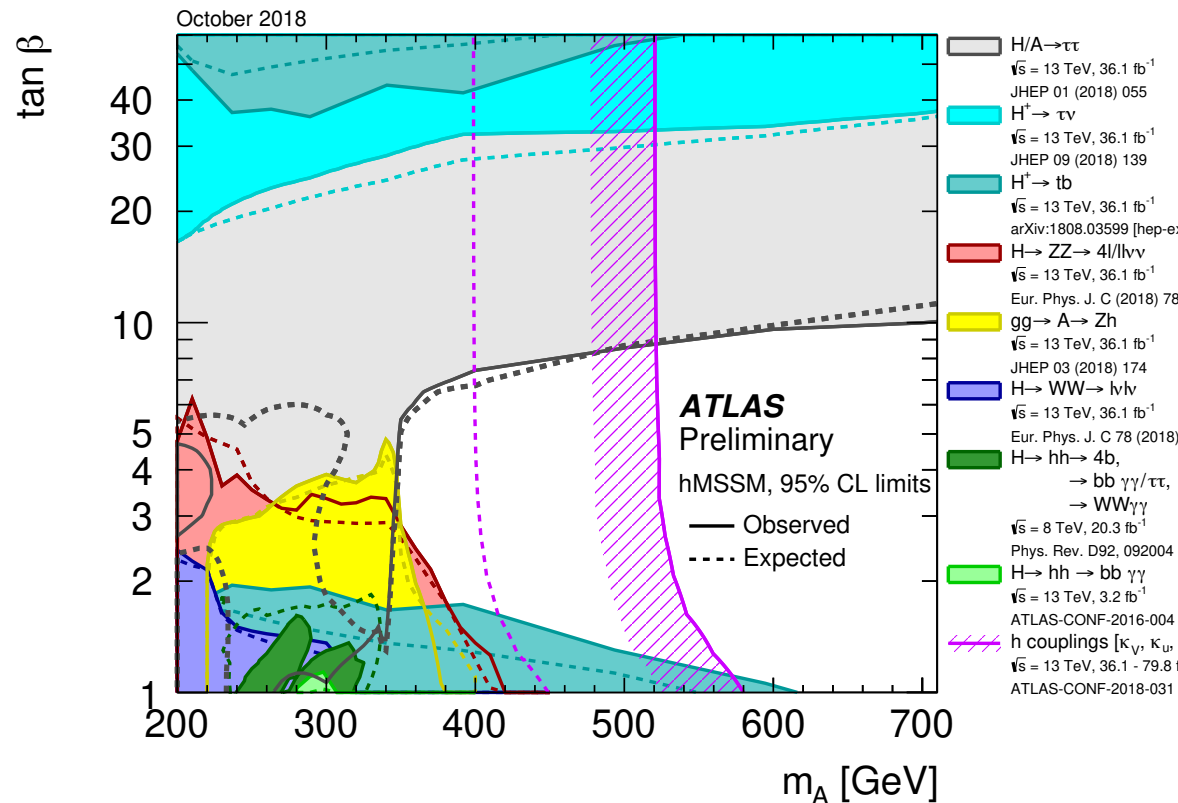 October 2018
tan β
40
30
20
10
5
4
3
2
1
200 300 400 500 600 700
m_A [GeV]
ATLAS
Preliminary
hMSSM, 95% CL limits
Observed
Expected
H/A→ττ
√s = 13 TeV, 36.1 fb⁻¹
JHEP 01 (2018) 055
H⁺→ τν
√s = 13 TeV, 36.1 fb⁻¹
JHEP 09 (2018) 139
H⁺→ tb
√s = 13 TeV, 36.1 fb⁻¹
arXiv:1808.03599 [hep-ex
H→ ZZ→ 4l/llνν
√s = 13 TeV, 36.1 fb⁻¹
Eur. Phys. J. C (2018) 78
gg→ A→ Zh
√s = 13 TeV, 36.1 fb⁻¹
JHEP 03 (2018) 174
H→ WW→ lνlν
√s = 13 TeV, 36.1 fb⁻¹
Eur. Phys. J. C 78 (2018)
H→ hh→ 4b,
→ bb γγ/ττ,
→ WWγγ
√s = 8 TeV, 20.3 fb⁻¹
Phys. Rev. D92, 092004
H→ hh → bb γγ
√s = 13 TeV, 3.2 fb⁻¹
ATLAS-CONF-2016-004
h couplings [κ_V, κ_u,
√s = 13 TeV, 36.1 - 79.8 f
ATLAS-CONF-2018-031